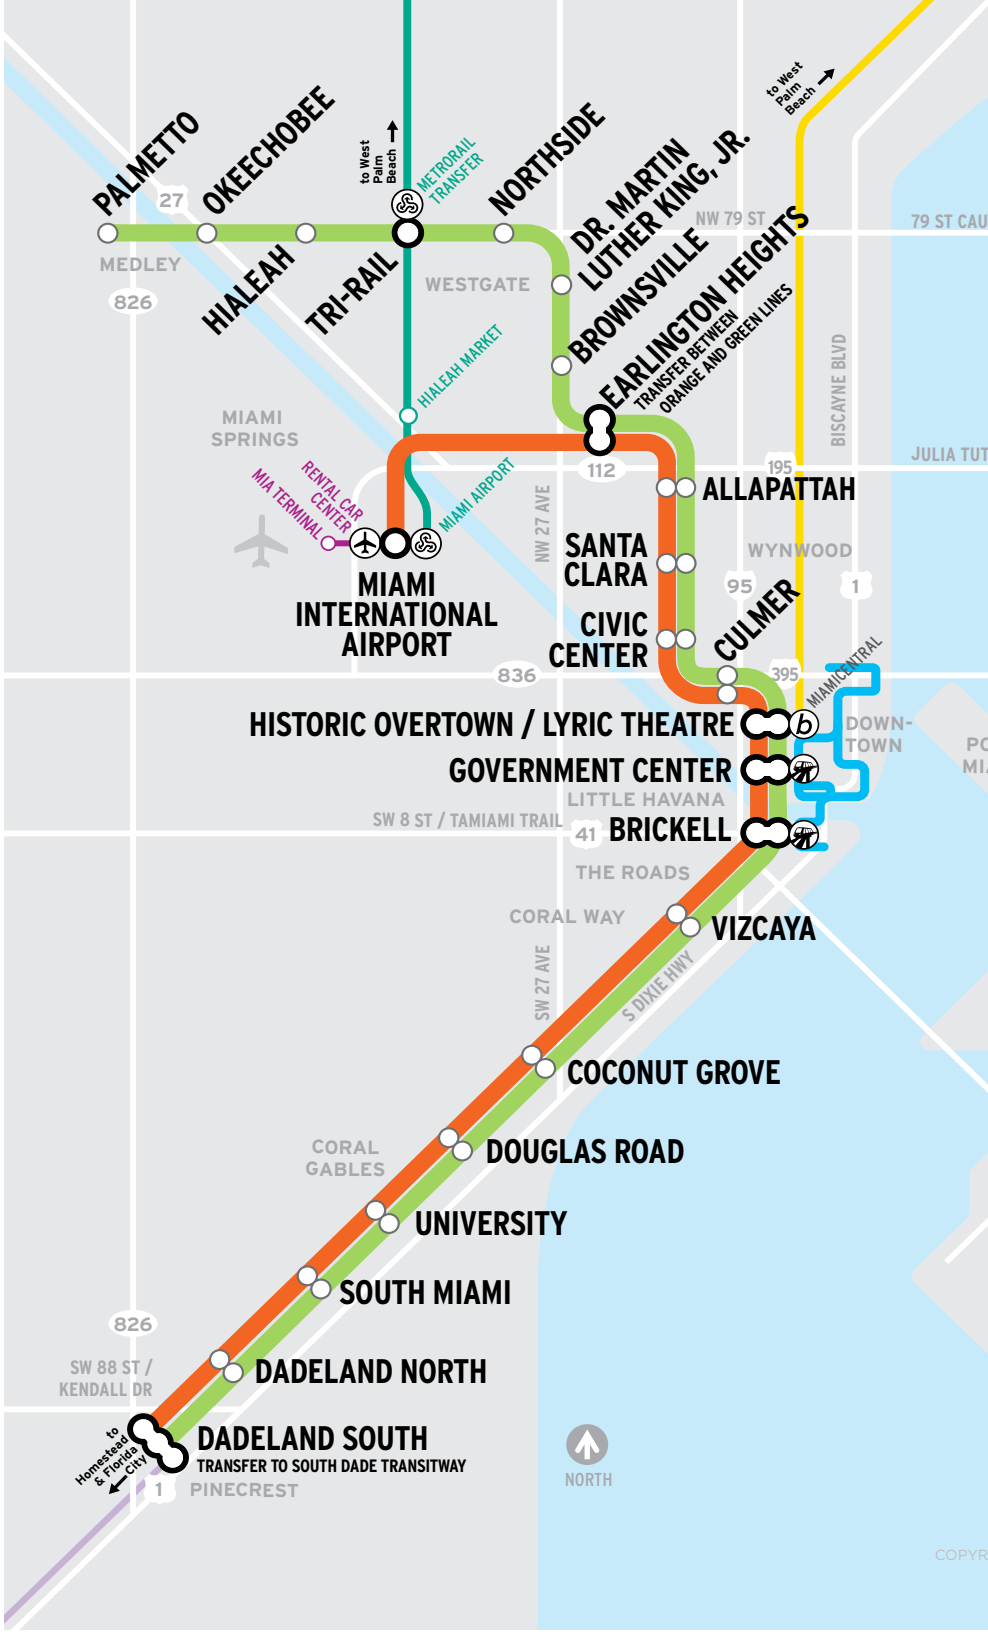 to West
Palm
Beach
to West
Palm
Beach
PALMETTO
OKEECHOBEE
METRORAIL
TRANSFER
NORTHSIDE
DR. MARTIN
LUTHER KING, JR.
27
NW 79 ST
79 ST CAU
MEDLEY
826
HIALEAH
TRI-RAIL
WESTGATE
BROWNSVILLE
EARLINGTON HEIGHTS
TRANSFER BETWEEN
ORANGE AND GREEN LINES
HIALEAH MARKET
BISCAYNE BLVD
MIAMI
SPRINGS
112
195
JULIA TUT
RENTAL CAR
CENTER
MIA TERMINAL
MIAMI AIRPORT
NW 27 AVE
ALLAPATTAH
SANTA
CLARA
WYNWOOD
MIAMI
INTERNATIONAL
AIRPORT
95
1
CULMER
CIVIC
CENTER
836
395
MIAMICENTRAL
HISTORIC OVERTOWN / LYRIC THEATRE
b
DOWN-
TOWN
PO
MIA
GOVERNMENT CENTER
LITTLE HAVANA
SW 8 ST / TAMIAMI TRAIL
41
BRICKELL
THE ROADS
CORAL WAY
VIZCAYA
SW 27 AVE
S DIXIE HWY
COCONUT GROVE
CORAL
GABLES
DOUGLAS ROAD
UNIVERSITY
SOUTH MIAMI
826
SW 88 ST /
KENDALL DR
DADELAND NORTH
to
Homestead
& Florida
City
DADELAND SOUTH
TRANSFER TO SOUTH DADE TRANSITWAY
1
PINECREST
NORTH
COPYR